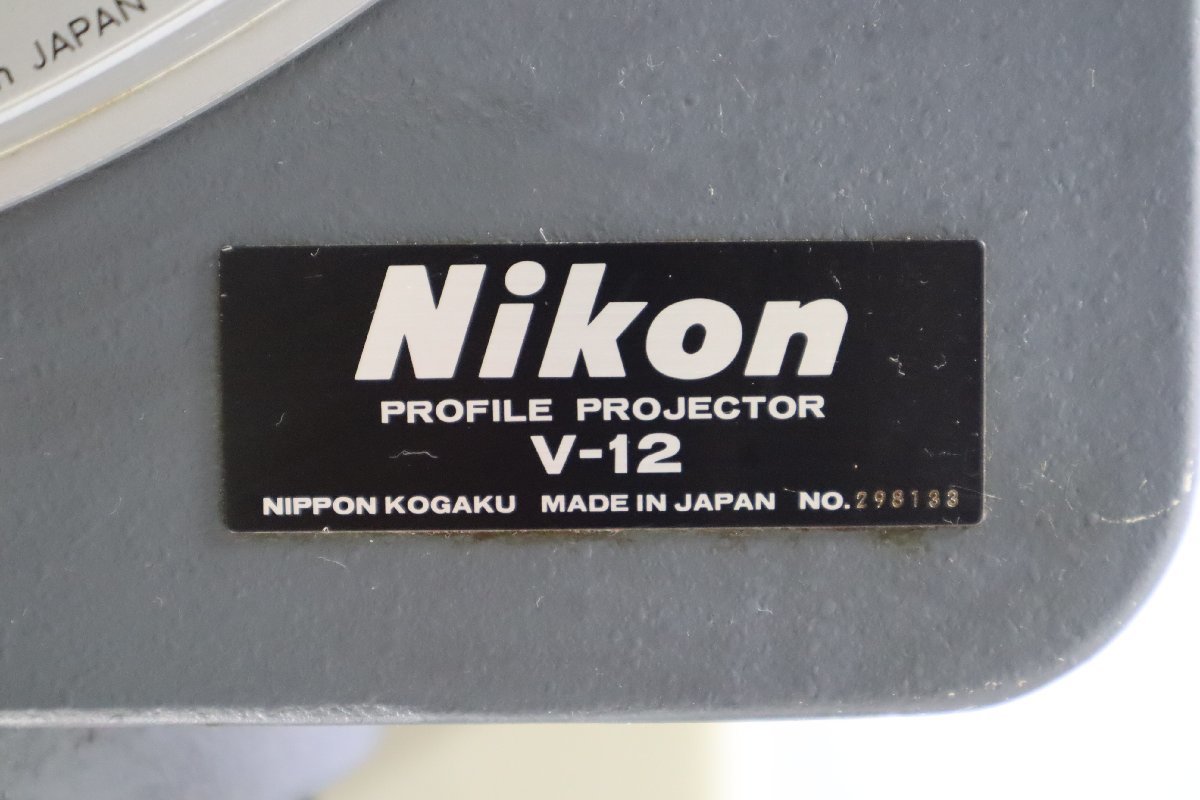 n JAPAN
Nikon
PROFILE PROJECTOR
V-12
NIPPON KOGAKU MADE IN JAPAN NO.298133